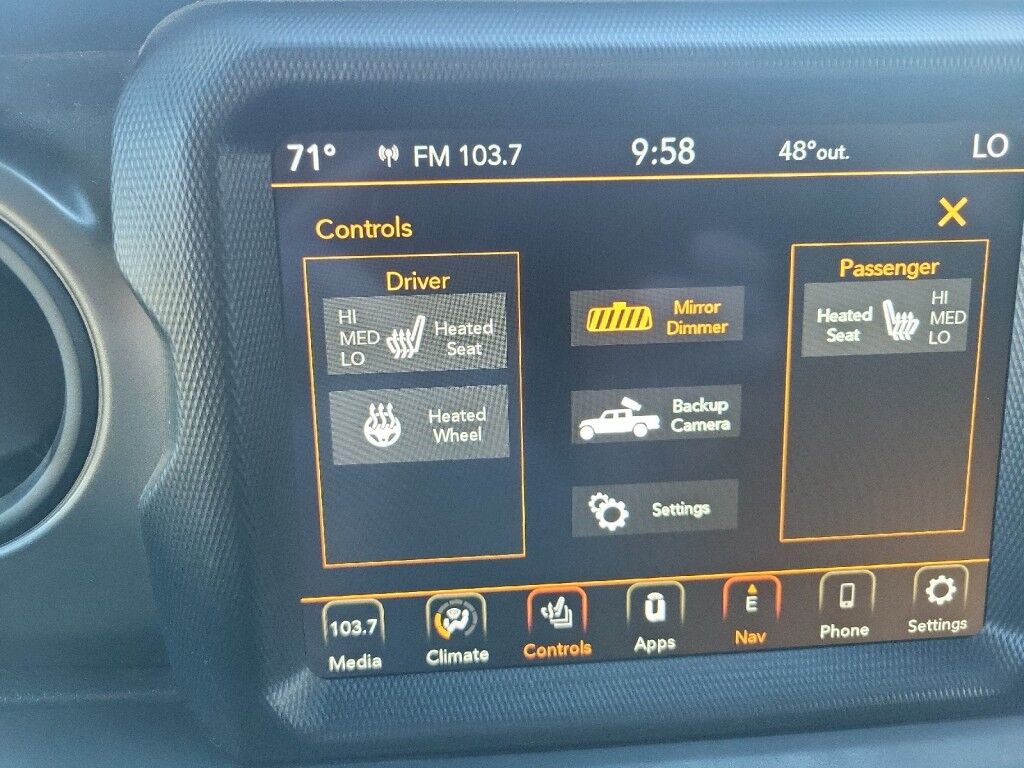 71° FM 103.7 9:58 48°out. LO
Controls
X
Driver
HI
MED
LO
Heated
Seat
Heated
Wheel
Mirror
Dimmer
Backup
Camera
Settings
Passenger
Heated
Seat
HI
MED
LO
103.7
Media
Climate
Controls
Apps
E
Nav
Phone
Settings